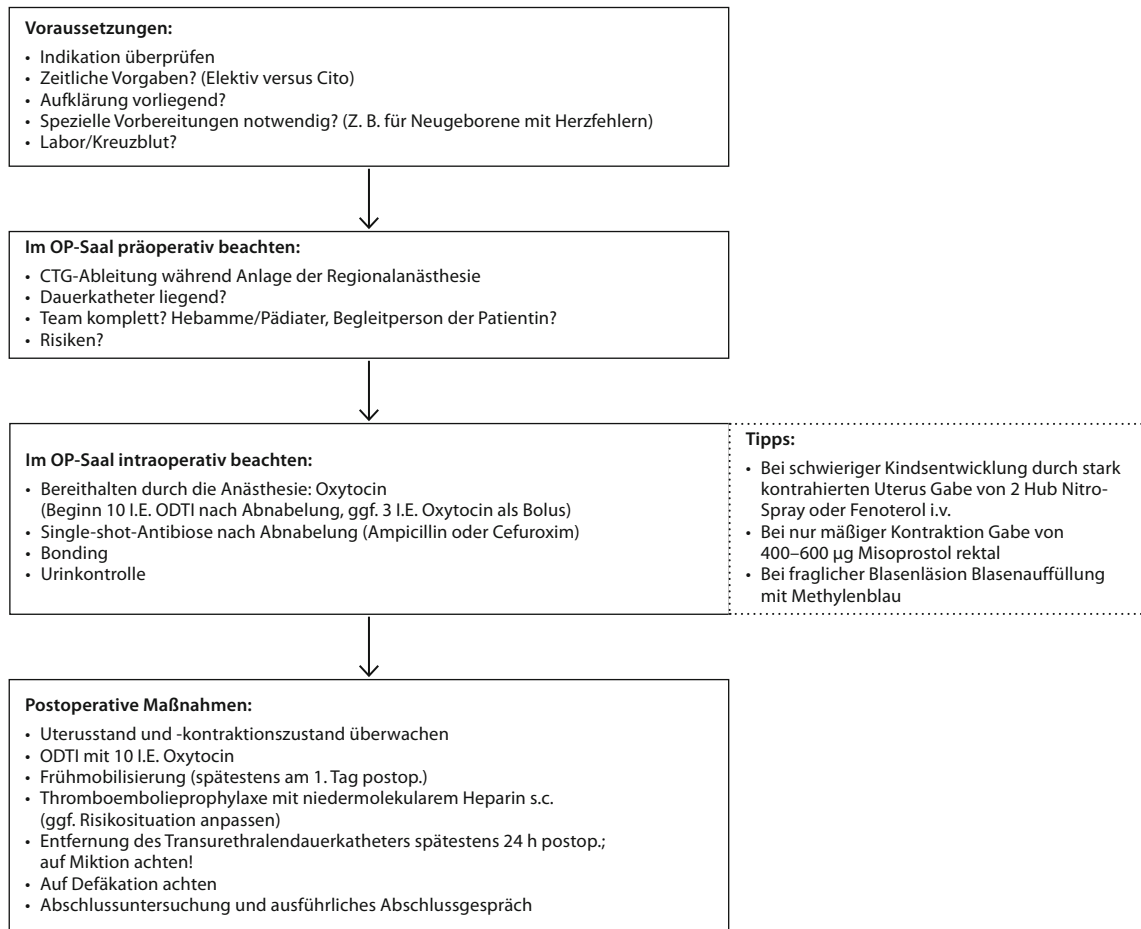 Voraussetzungen:
• Indikation überprüfen
• Zeitliche Vorgaben? (Elektiv versus Cito)
• Aufklärung vorliegend?
• Spezielle Vorbereitungen notwendig? (Z. B. für Neugeborene mit Herzfehlern)
• Labor/Kreuzblut?
Im OP-Saal präoperativ beachten:
• CTG-Ableitung während Anlage der Regionalanästhesie
• Dauerkatheter liegend?
• Team komplett? Hebamme/Pädiater, Begleitperson der Patientin?
• Risiken?
Im OP-Saal intraoperativ beachten:
• Bereithalten durch die Anästhesie: Oxytocin
(Beginn 10 I.E. ODTI nach Abnabelung, ggf. 3 I.E. Oxytocin als Bolus)
• Single-shot-Antibiose nach Abnabelung (Ampicillin oder Cefuroxim)
• Bonding
• Urinkontrolle
Tipps:
• Bei schwieriger Kindsentwicklung durch stark
kontrahierten Uterus Gabe von 2 Hub Nitro-
Spray oder Fenoterol i.v.
• Bei nur mäßiger Kontraktion Gabe von
400–600 µg Misoprostol rektal
• Bei fraglicher Blasenläsion Blasenauffüllung
mit Methylenblau
Postoperative Maßnahmen:
• Uterusstand und -kontraktionszustand überwachen
• ODTI mit 10 I.E. Oxytocin
• Frühmobilisierung (spätestens am 1. Tag postop.)
• Thromboembolieprophylaxe mit niedermolekularem Heparin s.c.
(ggf. Risikosituation anpassen)
• Entfernung des Transurethralendauerkatheters spätestens 24 h postop.;
auf Miktion achten!
• Auf Defäkation achten
• Abschlussuntersuchung und ausführliches Abschlussgespräch